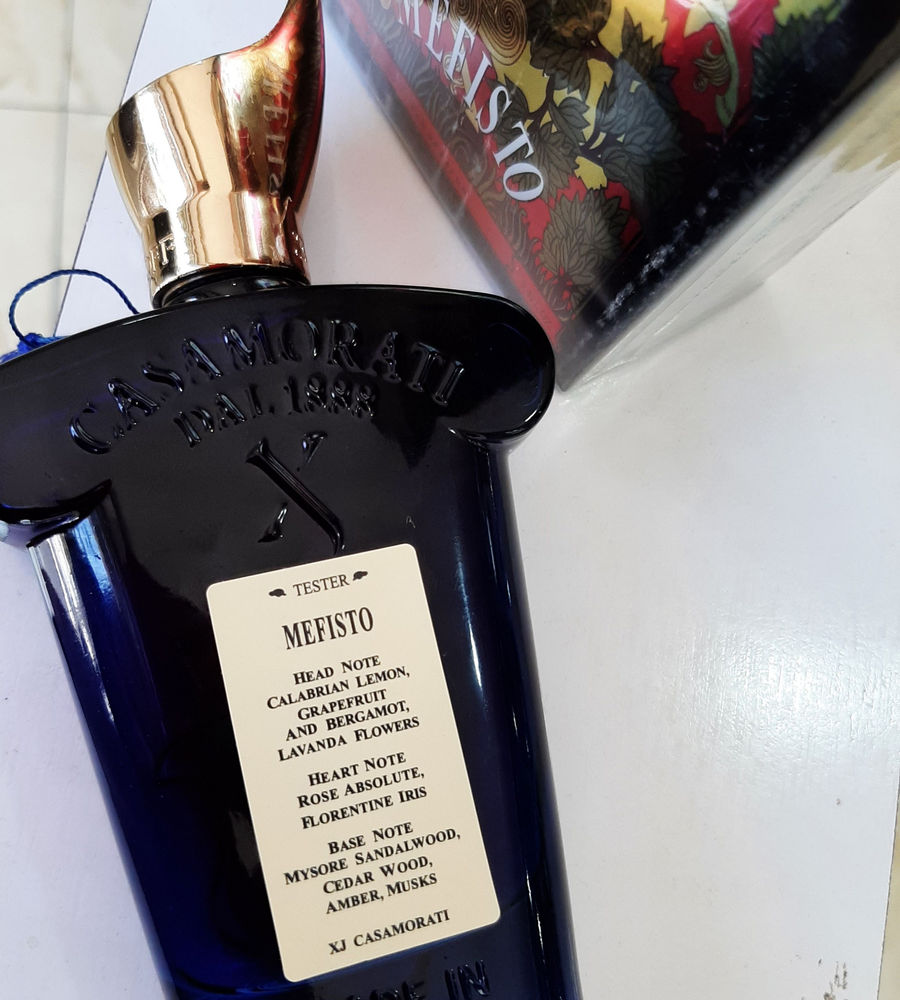 MEFISTO
CASAMORATI
DAL 1888
X
TESTER
MEFISTO
HEAD NOTE
CALABRIAN LEMON,
GRAPEFRUIT
AND BERGAMOT,
LAVANDA FLOWERS
HEART NOTE
ROSE ABSOLUTE,
FLORENTINE IRIS
BASE NOTE
MYSORE SANDALWOOD,
CEDAR WOOD,
AMBER, MUSKS
XJ CASAMORATI
IN